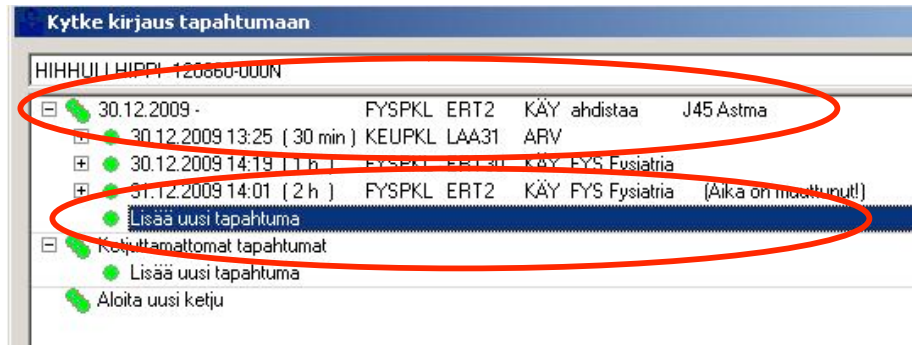 Kytke kirjaus tapahtumaan
HIHHULI HIPPI 120860-000N
30.12.2009 - FYSPKL ERT2 KÄY ahdistaa J45 Astma
30.12.2009 13:25 ( 30 min ) KEUPKL LAA31 ARV
30.12.2009 14:19 ( 1 h ) FYSPKL ERT30 KÄY FYS Fysiatria
31.12.2009 14:01 ( 2 h ) FYSPKL ERT2 KÄY FYS Fysiatria (Aika on muuttunut!)
Lisää uusi tapahtuma
Ketjuttamattomat tapahtumat
Lisää uusi tapahtuma
Aloita uusi ketju